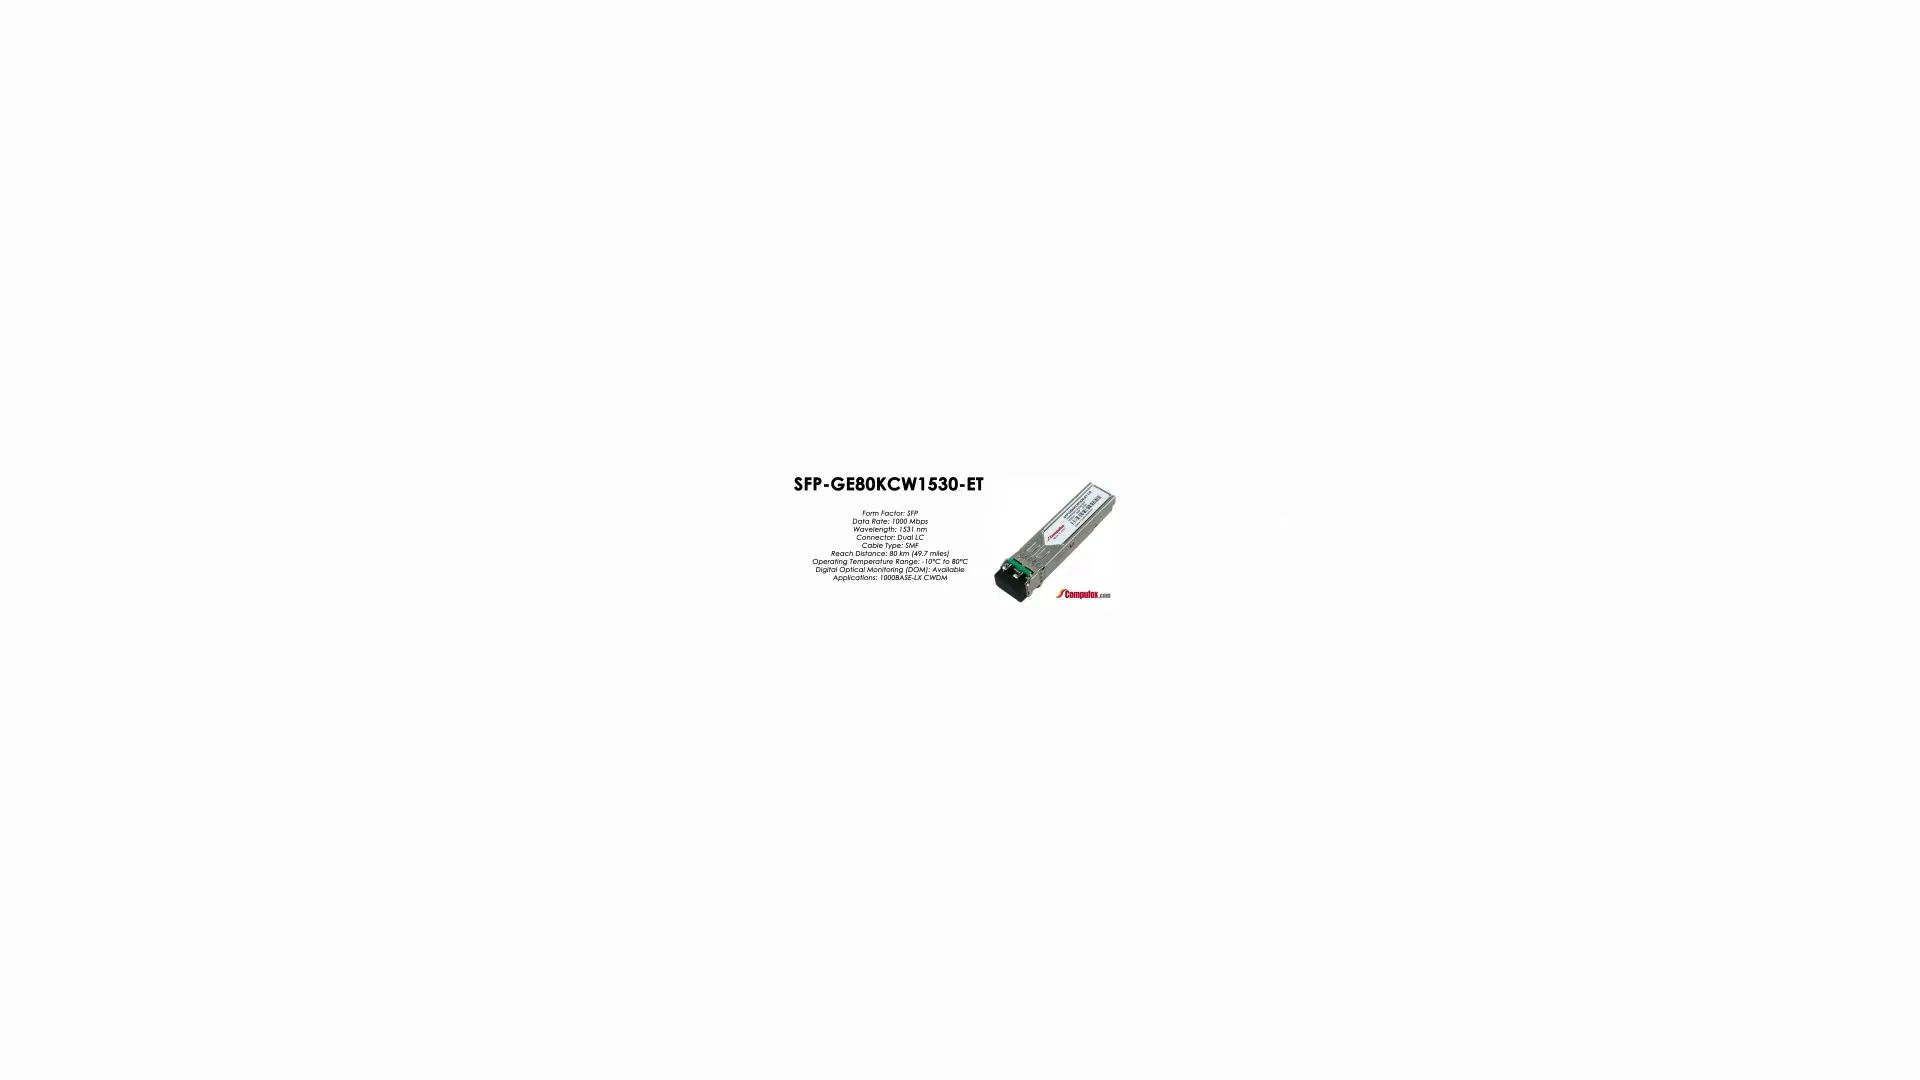 SFP-GE80KCW1530-ET
Form Factor: SFP
Data Rate: 1000 Mbps
Wavelength: 1531 nm
Connector: Dual LC
Cable Type: SMF
Reach Distance: 80 km (49.7 miles)
Operating Temperature Range: -10°C to 80°C
Digital Optical Monitoring (DOM): Available
Applications: 1000BASE-LX CWDM
Compufox.com